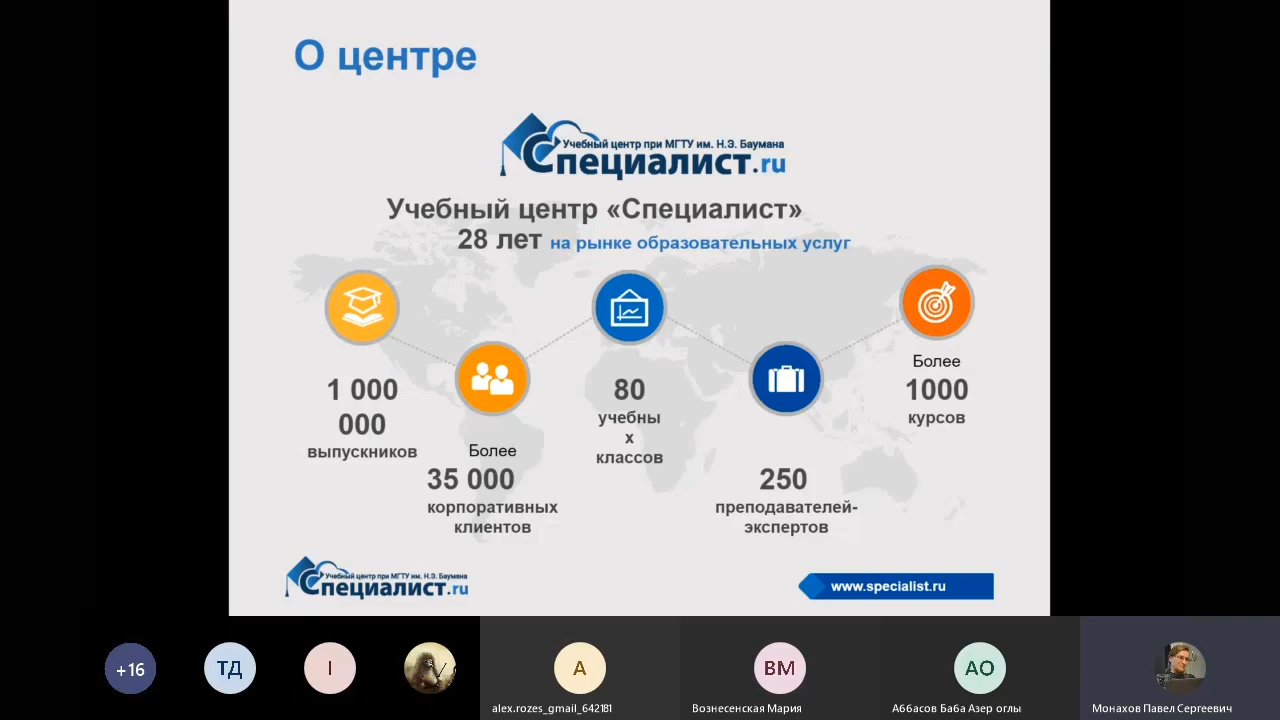 О центре
Учебный центр при МГТУ им. Н.Э. Баумана
Специалист.ru
Учебный центр «Специалист»
28 лет на рынке образовательных услуг
1 000
000
выпускников
Более
35 000
корпоративных
клиентов
80
учебны
х
классов
250
преподавателей-
экспертов
Более
1000
курсов
Учебный центр при МГТУ им. Н.Э. Баумана
Специалист.ru
www.specialist.ru
+16
ТД
I
A
ВМ
АО
alex.rozes_gmail_642181
Вознесенская Мария
Аббасов Баба Азер оглы
Монахов Павел Сергеевич